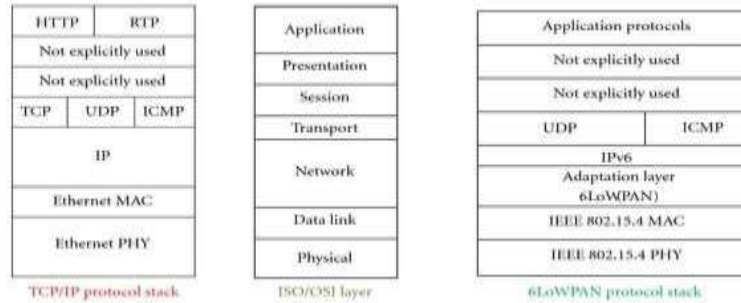 HTTP RTP
Not explicitly used
Not explicitly used
TCP UDP ICMP
IP
Ethernet MAC
Ethernet PHY
TCP/IP protocol stack
Application
Presentation
Session
Transport
Network
Data link
Physical
ISO/OSI layer
Application protocols
Not explicitly used
Not explicitly used
UDP ICMP
IPv6
Adaptation layer
6LoW(PAN)
IEEE 802.15.4 MAC
IEEE 802.15.4 PHY
6LoWPAN protocol stack